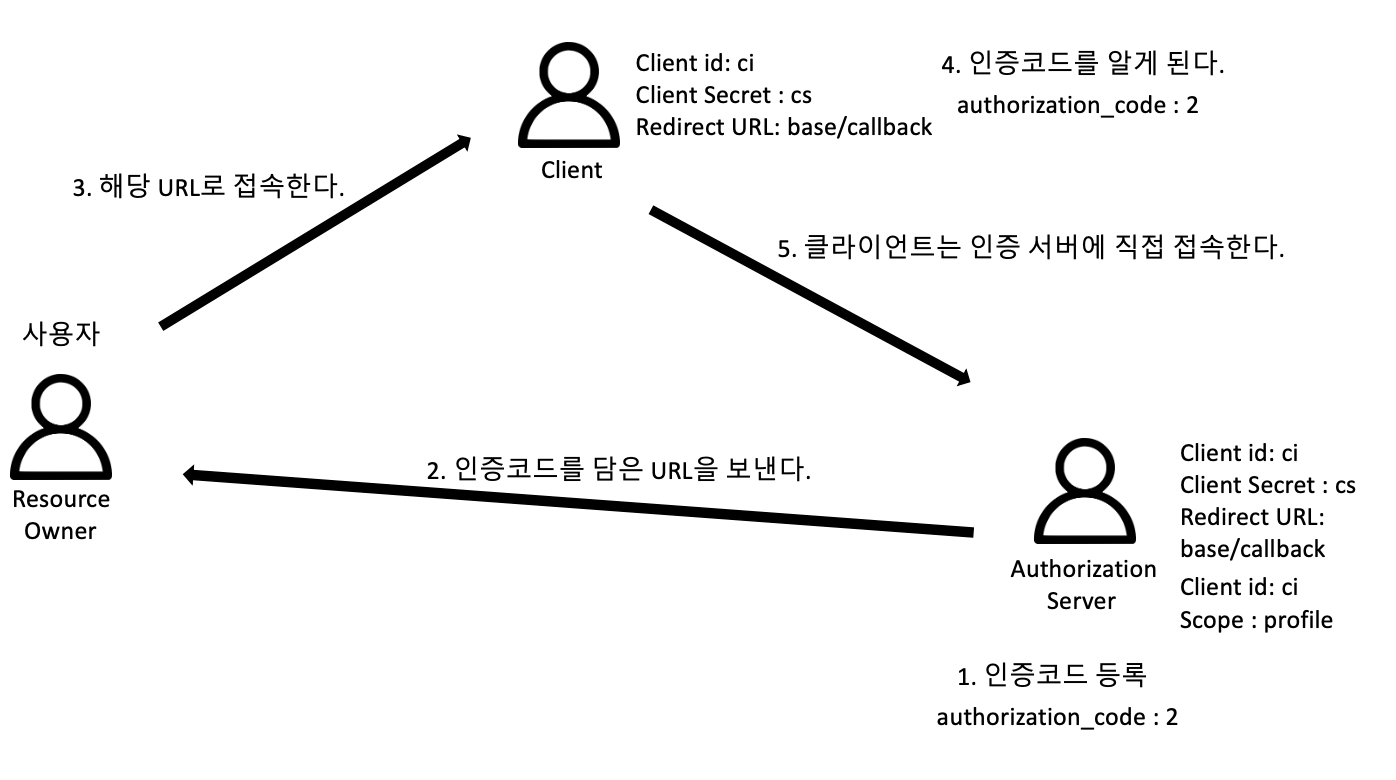 Client id: ci
Client Secret : cs
Redirect URL: base/callback
Client
4. 인증코드를 알게 된다.
authorization_code : 2
3. 해당 URL로 접속한다.
5. 클라이언트는 인증 서버에 직접 접속한다.
사용자
Resource
Owner
2. 인증코드를 담은 URL을 보낸다.
Authorization
Server
Client id: ci
Client Secret : cs
Redirect URL:
base/callback
Client id: ci
Scope : profile
1. 인증코드 등록
authorization_code : 2